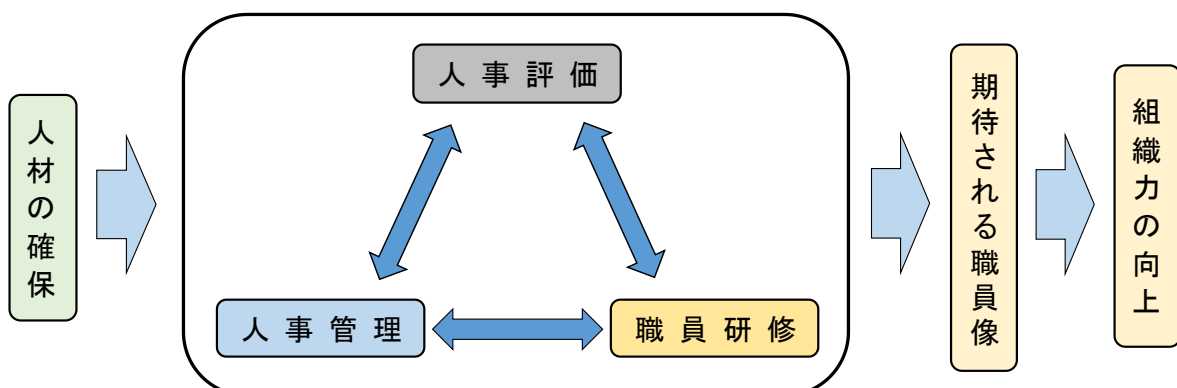 人材の確保
人事評価
人事管理
職員研修
期待される職員像
組織力の向上